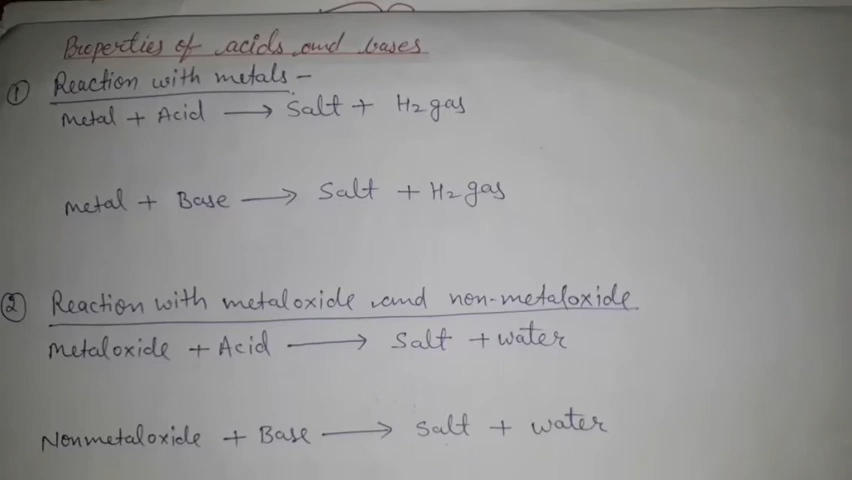 Properties of acids and bases
① Reaction with metals -
Metal + Acid ⟶ Salt + H₂ gas
Metal + Base ⟶ Salt + H₂ gas
② Reaction with metaloxide and non-metaloxide
Metaloxide + Acid ⟶ Salt + water
Nonmetaloxide + Base ⟶ Salt + water